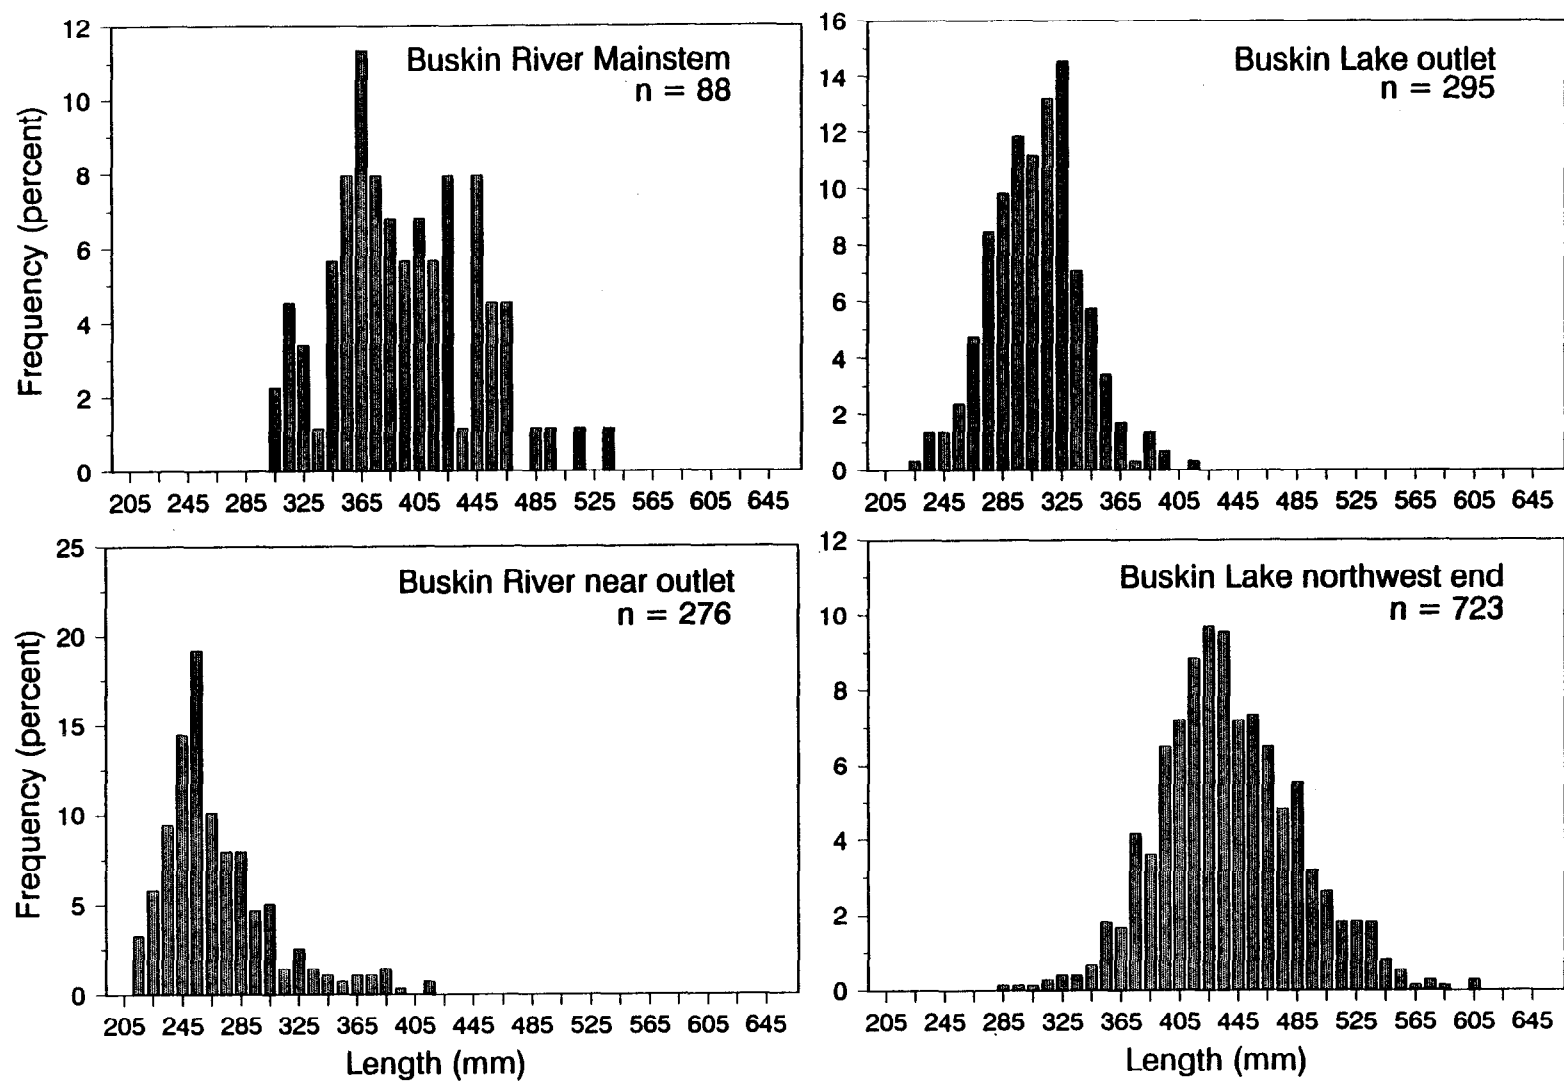 Buskin River Mainstem
n = 88
Frequency (percent)
12
10
8
6
4
2
0
205 245 285 325 365 405 445 485 525 565 605 645
Buskin Lake outlet
n = 295
16
14
12
10
8
6
4
2
0
205 245 285 325 365 405 445 485 525 565 605 645
Buskin River near outlet
n = 276
Frequency (percent)
25
20
15
10
5
0
205 245 285 325 365 405 445 485 525 565 605 645
Length (mm)
Buskin Lake northwest end
n = 723
12
10
8
6
4
2
0
205 245 285 325 365 405 445 485 525 565 605 645
Length (mm)